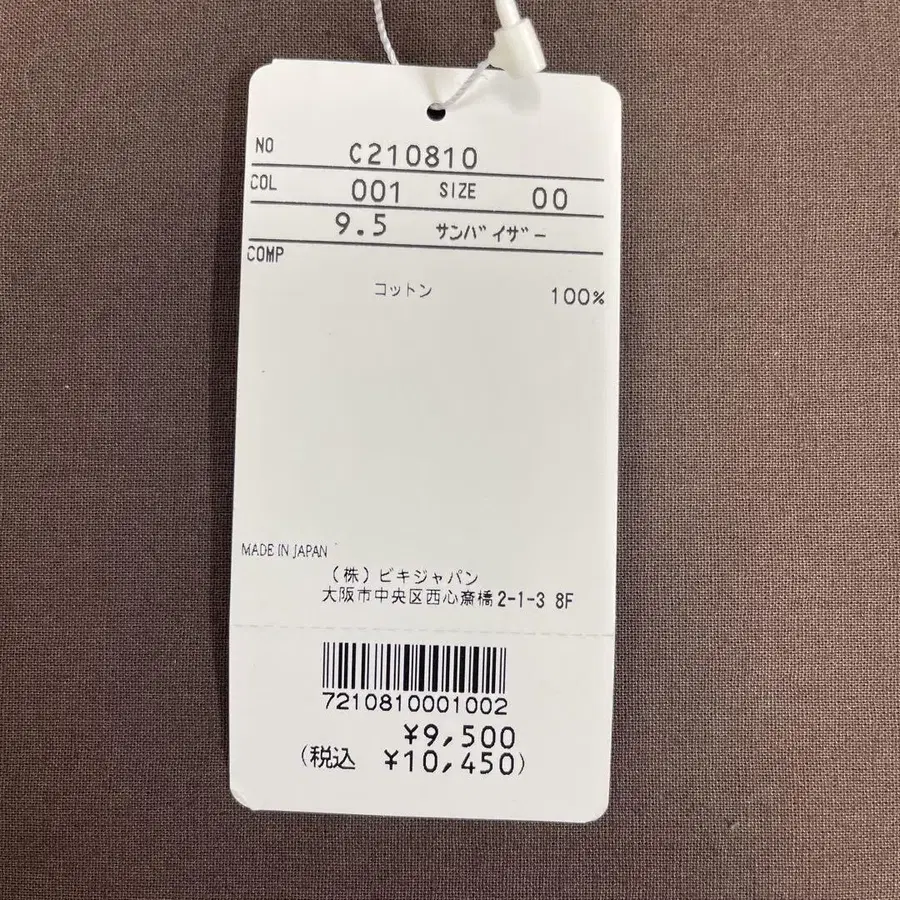 NO C210810
COL 001 SIZE 00
9.5 サンバイザー
COMP
コットン 100%
MADE IN JAPAN
(株)ビキジャパン
大阪市中央区西心斎橋2-1-3 8F
7210810001002
¥9,500
(税込 ¥10,450)